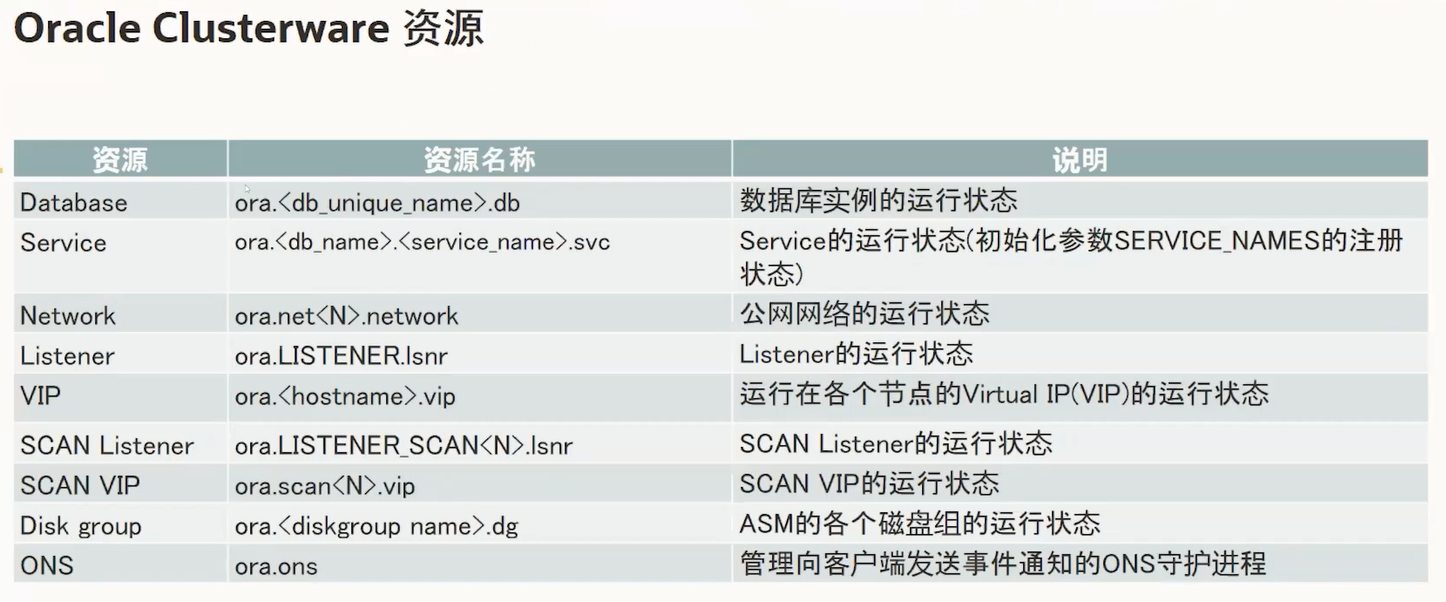 Oracle Clusterware 资源
资源 资源名称 说明
Database ora.<db_unique_name>.db 数据库实例的运行状态
Service ora.<db_name>.<service_name>.svc Service的运行状态(初始化参数SERVICE_NAMES的注册
状态)
Network ora.net<N>.network 公网网络的运行状态
Listener ora.LISTENER.lsnr Listener的运行状态
VIP ora.<hostname>.vip 运行在各个节点的Virtual IP(VIP)的运行状态
SCAN Listener ora.LISTENER_SCAN<N>.lsnr SCAN Listener的运行状态
SCAN VIP ora.scan<N>.vip SCAN VIP的运行状态
Disk group ora.<diskgroup name>.dg ASM的各个磁盘组的运行状态
ONS ora.ons 管理向客户端发送事件通知的ONS守护进程